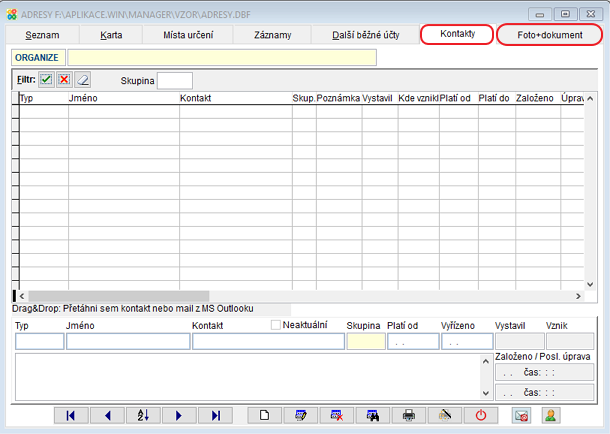 ADRESY F:\APLIKACE.WIN\MANAGER\VZOR\ADRESY.DBF
Seznam Karta Místa určení Záznamy Další běžné účty Kontakty Foto+dokument
ORGANIZE
Filtr: Skupina
Typ Jméno Kontakt Skup. Poznámka Vystavil Kde vznikl Platí od Platí do Založeno Úprav
Drag&Drop: Přetáhni sem kontakt nebo mail z MS Outlooku
Typ Jméno Kontakt Neaktuální Skupina Platí od Vyřízeno Vystavil Vznik
. . . .
Založeno / Posl. úprava
. . čas: : :
. . čas: : :